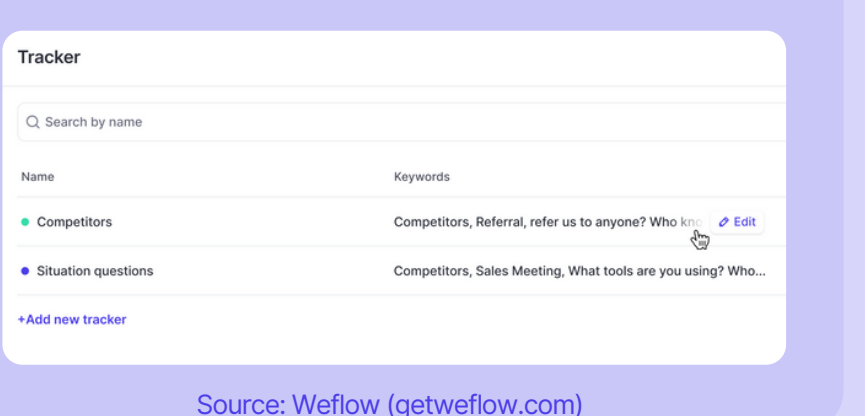 Tracker
Search by name
Name Keywords
Competitors Competitors, Referral, refer us to anyone? Who Edit
Situation questions Competitors, Sales Meeting, What tools are you using? Who...
+Add new tracker
Source: Weflow (getweflow.com)